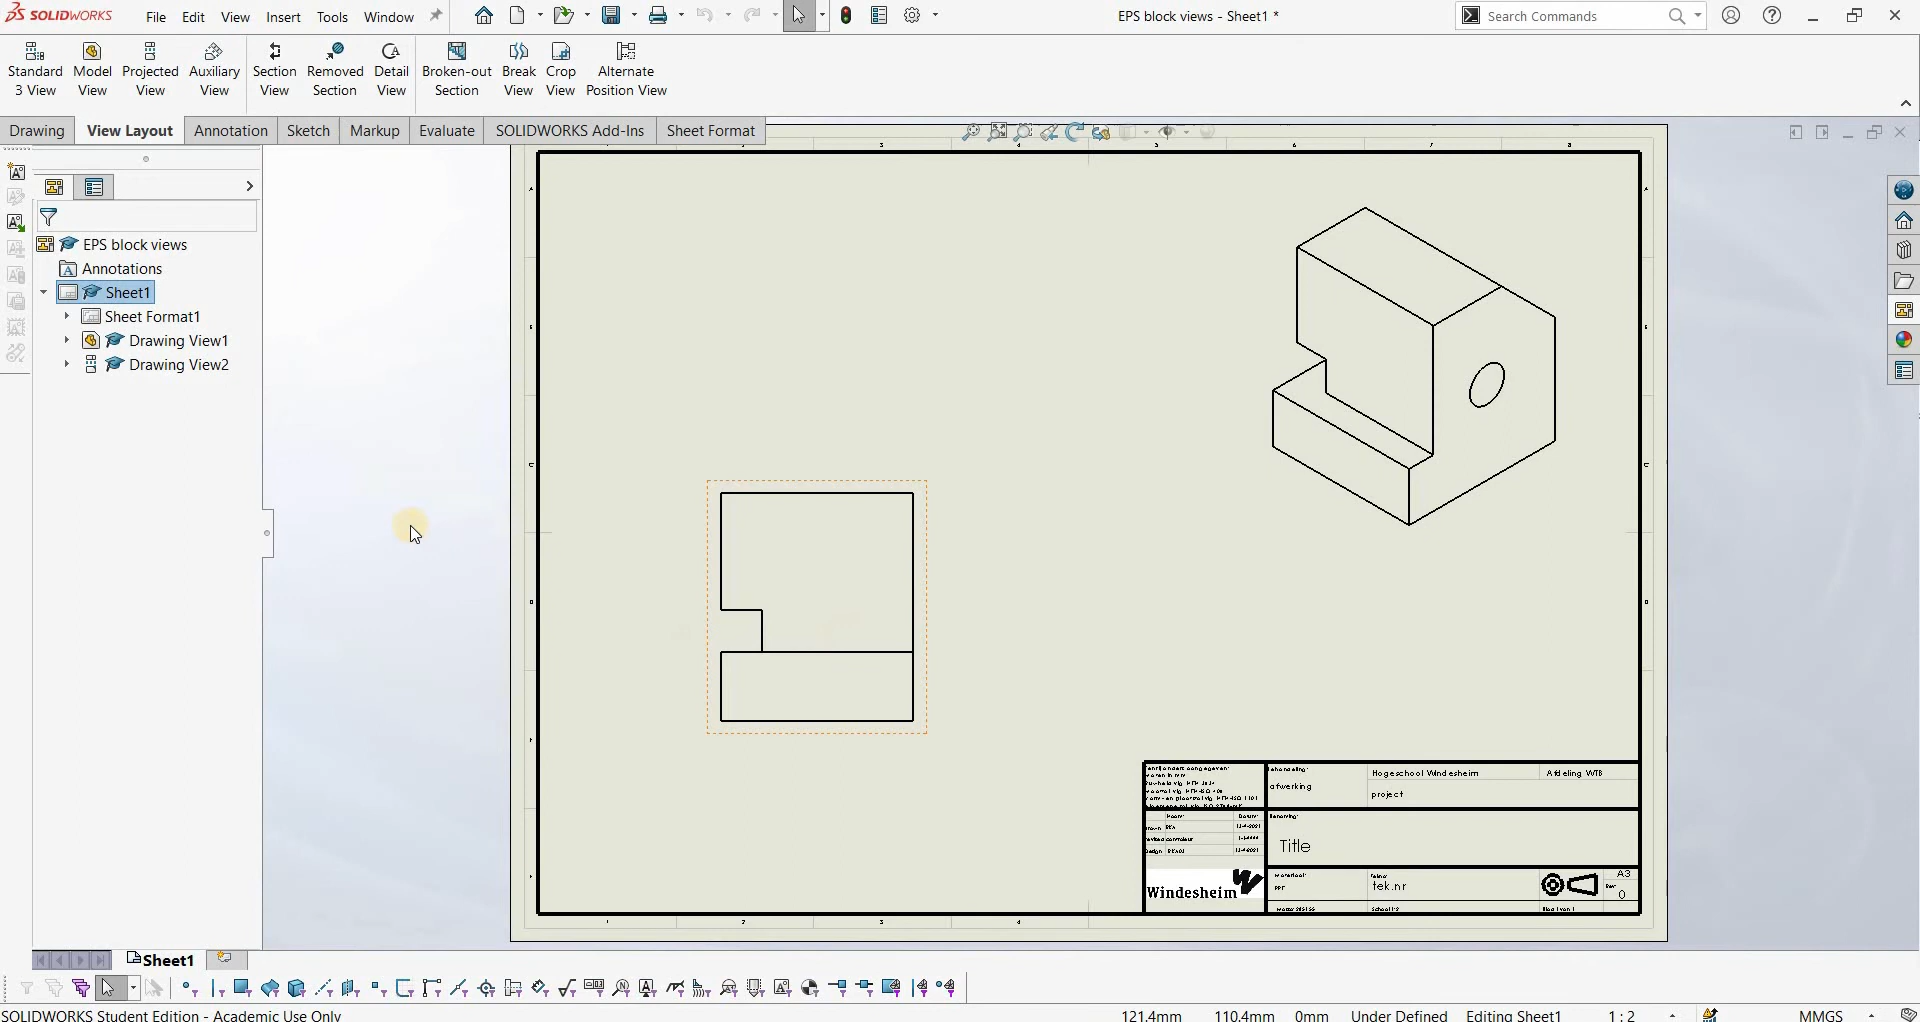 SOLIDWORKS
File Edit View Insert Tools Window
EPS block views - Sheet1 *
Search Commands
Standard 3 View
Model View
Projected View
Auxiliary View
Section View
Removed Section
Detail View
Broken-out Section
Break View
Crop View
Alternate Position View
Drawing View Layout Annotation Sketch Markup Evaluate SOLIDWORKS Add-Ins Sheet Format
EPS block views
Annotations
Sheet1
Sheet Format1
Drawing View1
Drawing View2
Hogeschool Windesheim Afdeling WTB
afwerking
project
Title
Windesheim
tek.nr
A3
0
Sheet1
SOLIDWORKS Student Edition - Academic Use Only
121.4mm 110.4mm 0mm Under Defined Editing Sheet1 1 : 2 MMGS